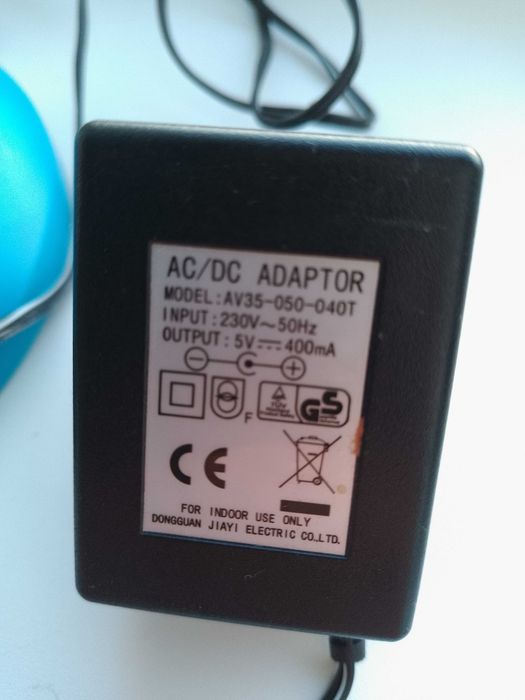 AC/DC ADAPTOR
MODEL:AV35-050-040T
INPUT:230V~50Hz
OUTPUT:5V⎓400mA
F
TÜV
GS
CE
FOR INDOOR USE ONLY
DONGGUAN JIAYI ELECTRIC CO.,LTD.